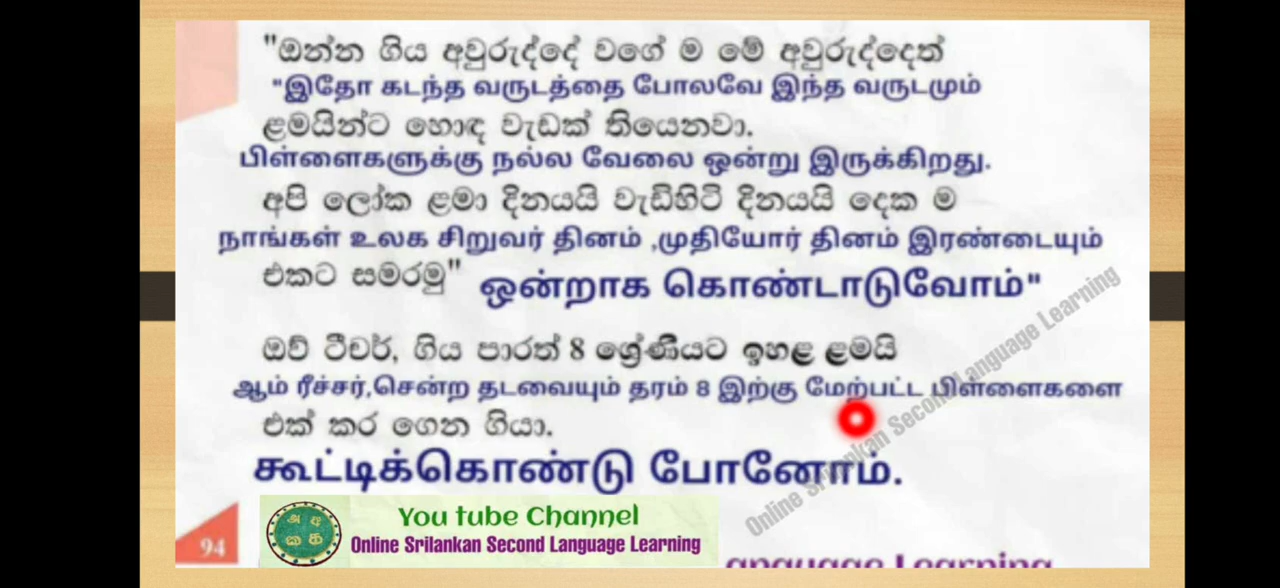 "ඔන්න ගිය අවුරුද්දේ වගේ ම මේ අවුරුද්දෙත්
"இதோ கடந்த வருடத்தை போலவே இந்த வருடமும்
ළමයින්ට හොඳ වැඩක් තියෙනවා.
பிள்ளைகளுக்கு நல்ல வேலை ஒன்று இருக்கிறது.
අපි ලෝක ළමා දිනයයි වැඩිහිටි දිනයයි දෙක ම
நாங்கள் உலக சிறுவர் தினம் ,முதியோர் தினம் இரண்டையும்
එකට සමරමු" ஒன்றாக கொண்டாடுவோம்"
ඔව් ටීචර්, ගිය පාරත් 8 ශ්‍රේණියට ඉහළ ළමයි
ஆம் ரீச்சர்,சென்ற தடவையும் தரம் 8 இற்கு மேற்பட்ட பிள்ளைகளை
එක් කර ගෙන ගියා.
கூட்டிக்கொண்டு போனோம்.
Online Srilankan Second Language Learning
அ அ
ක க
You tube Channel
Online Srilankan Second Language Learning
94
anguage Learning